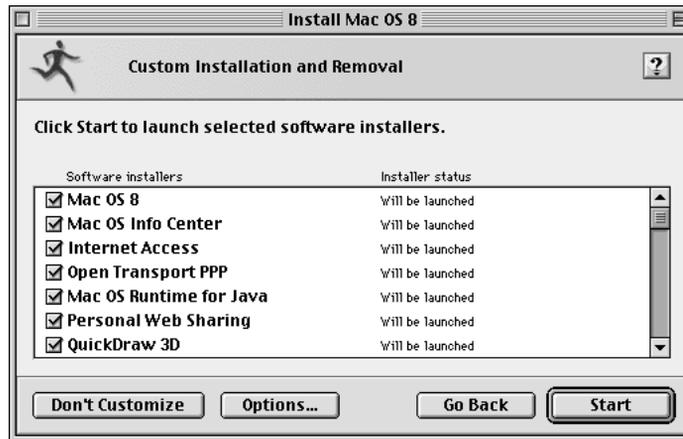 Install Mac OS 8
Custom Installation and Removal
?
Click Start to launch selected software installers.
Software installers Installer status
Mac OS 8 Will be launched
Mac OS Info Center Will be launched
Internet Access Will be launched
Open Transport PPP Will be launched
Mac OS Runtime for Java Will be launched
Personal Web Sharing Will be launched
QuickDraw 3D Will be launched
Don't Customize Options... Go Back Start